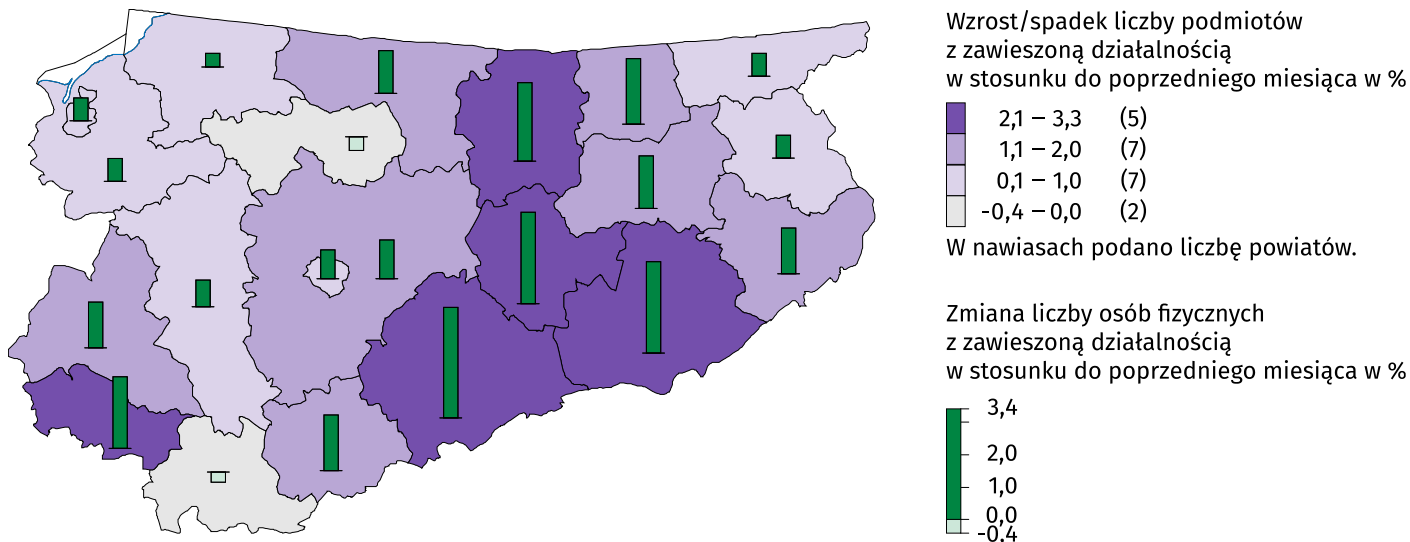 Wzrost/spadek liczby podmiotów
z zawieszoną działalnością
w stosunku do poprzedniego miesiąca w %
2,1 – 3,3 (5)
1,1 – 2,0 (7)
0,1 – 1,0 (7)
-0,4 – 0,0 (2)
W nawiasach podano liczbę powiatów.
Zmiana liczby osób fizycznych
z zawieszoną działalnością
w stosunku do poprzedniego miesiąca w %
3,4
2,0
1,0
0,0
-0,4